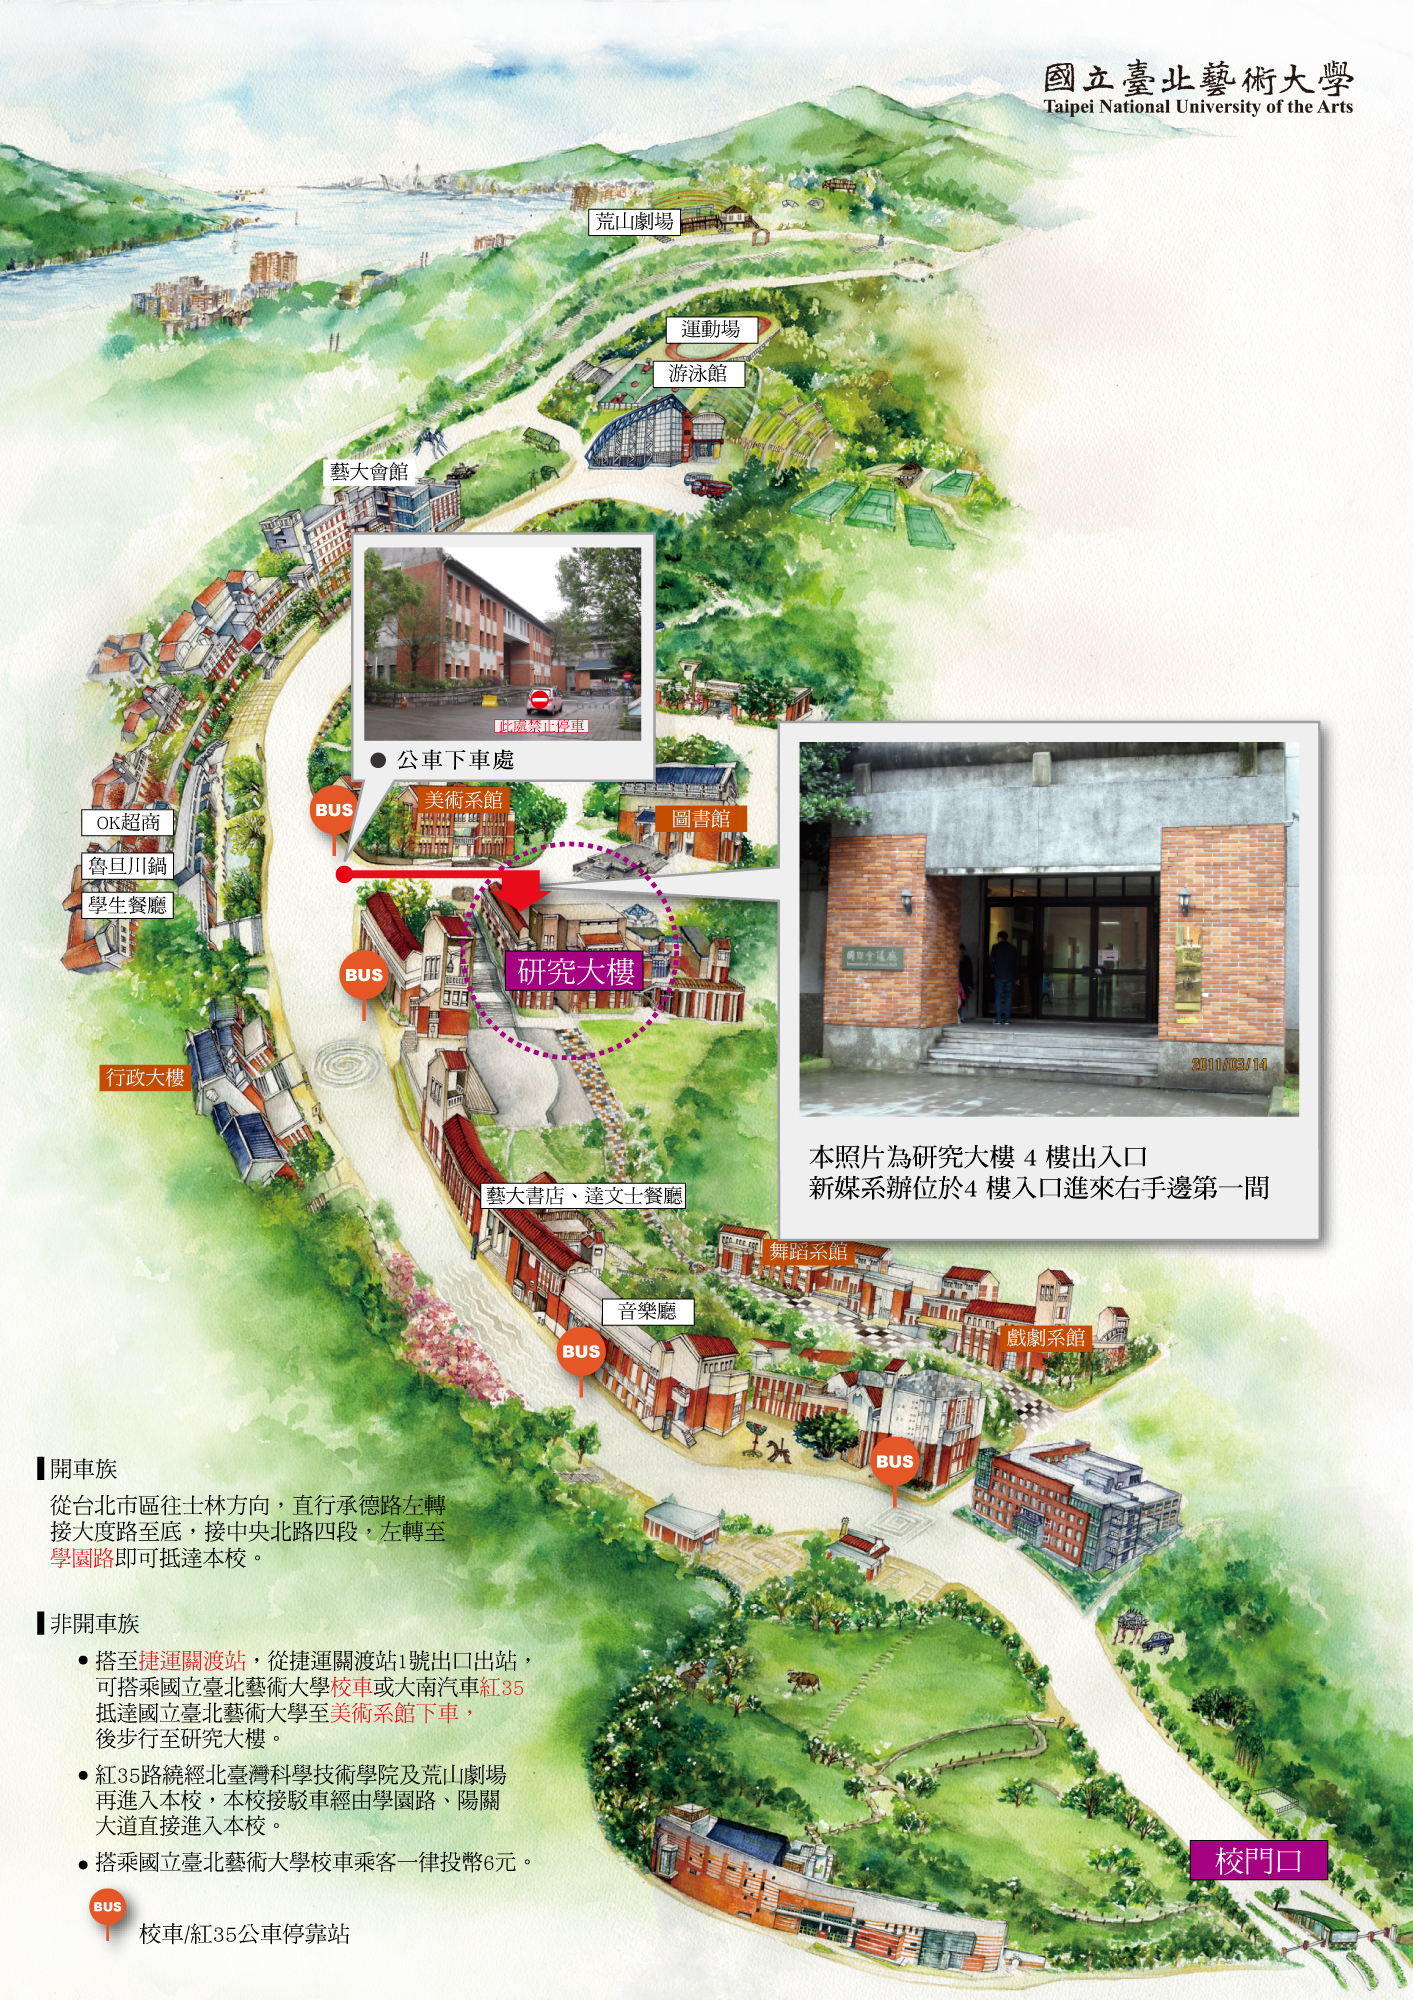 國立臺北藝術大學
Taipei National University of the Arts
荒山劇場
運動場
游泳館
藝大會館
此處禁止停車
● 公車下車處
BUS
美術系館
圖書館
OK超商
魯旦川鍋
學生餐廳
BUS
研究大樓
國際會議廳
2011/03/14
行政大樓
本照片為研究大樓 4 樓出入口
新媒系辦位於4 樓入口進來右手邊第一間
藝大書店、達文士餐廳
舞蹈系館
音樂廳
戲劇系館
BUS
BUS
開車族
從台北市區往士林方向，直行承德路左轉
接大度路至底，接中央北路四段，左轉至
學園路即可抵達本校。
非開車族
● 搭至捷運關渡站，從捷運關渡站1號出口出站，
可搭乘國立臺北藝術大學校車或大南汽車紅35
抵達國立臺北藝術大學至美術系館下車，
後步行至研究大樓。
● 紅35路繞經北臺灣科學技術學院及荒山劇場
再進入本校，本校接駁車經由學園路、陽關
大道直接進入本校。
● 搭乘國立臺北藝術大學校車乘客一律投幣6元。
校門口
BUS
校車/紅35公車停靠站